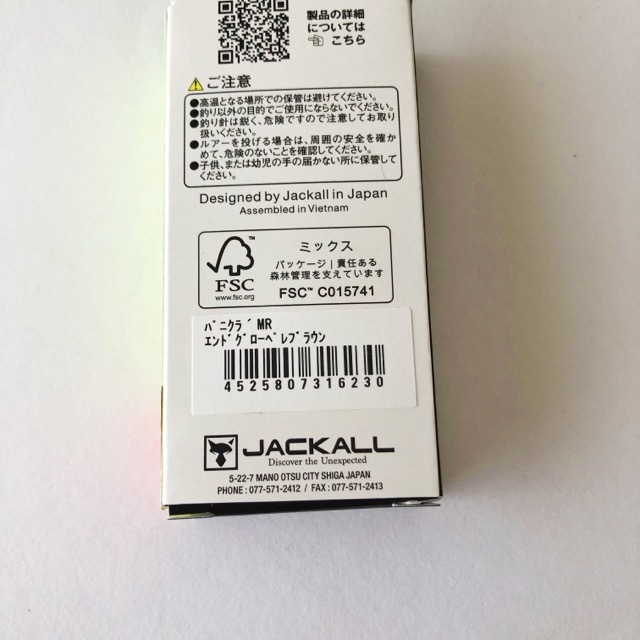 製品の詳細
については
☜ こちら
ご注意
●高温となる場所での保管は避けてください。
●釣り以外の目的でご使用にならないでください。
●釣り針は鋭く、危険ですので注意してお取り
扱いください。
●ルアーを投げる場合は、周囲の安全を確か
めて、危険のないことを確認してください。
●子供、または幼児の手の届かない所に保管して
ください。
Designed by Jackall in Japan
Assembled in Vietnam
FSC
www.fsc.org
ミックス
パッケージ｜責任ある
森林管理を支えています
FSC™ C015741
ﾊﾞﾆｸﾗﾞMR
ｴﾝﾄﾞｸﾞﾛｰﾍﾞﾚﾌﾞﾗｳﾝ
4525807316230
JACKALL
Discover the Unexpected
5-22-7 MANO OTSU CITY SHIGA JAPAN
PHONE : 077-571-2412 / FAX : 077-571-2413